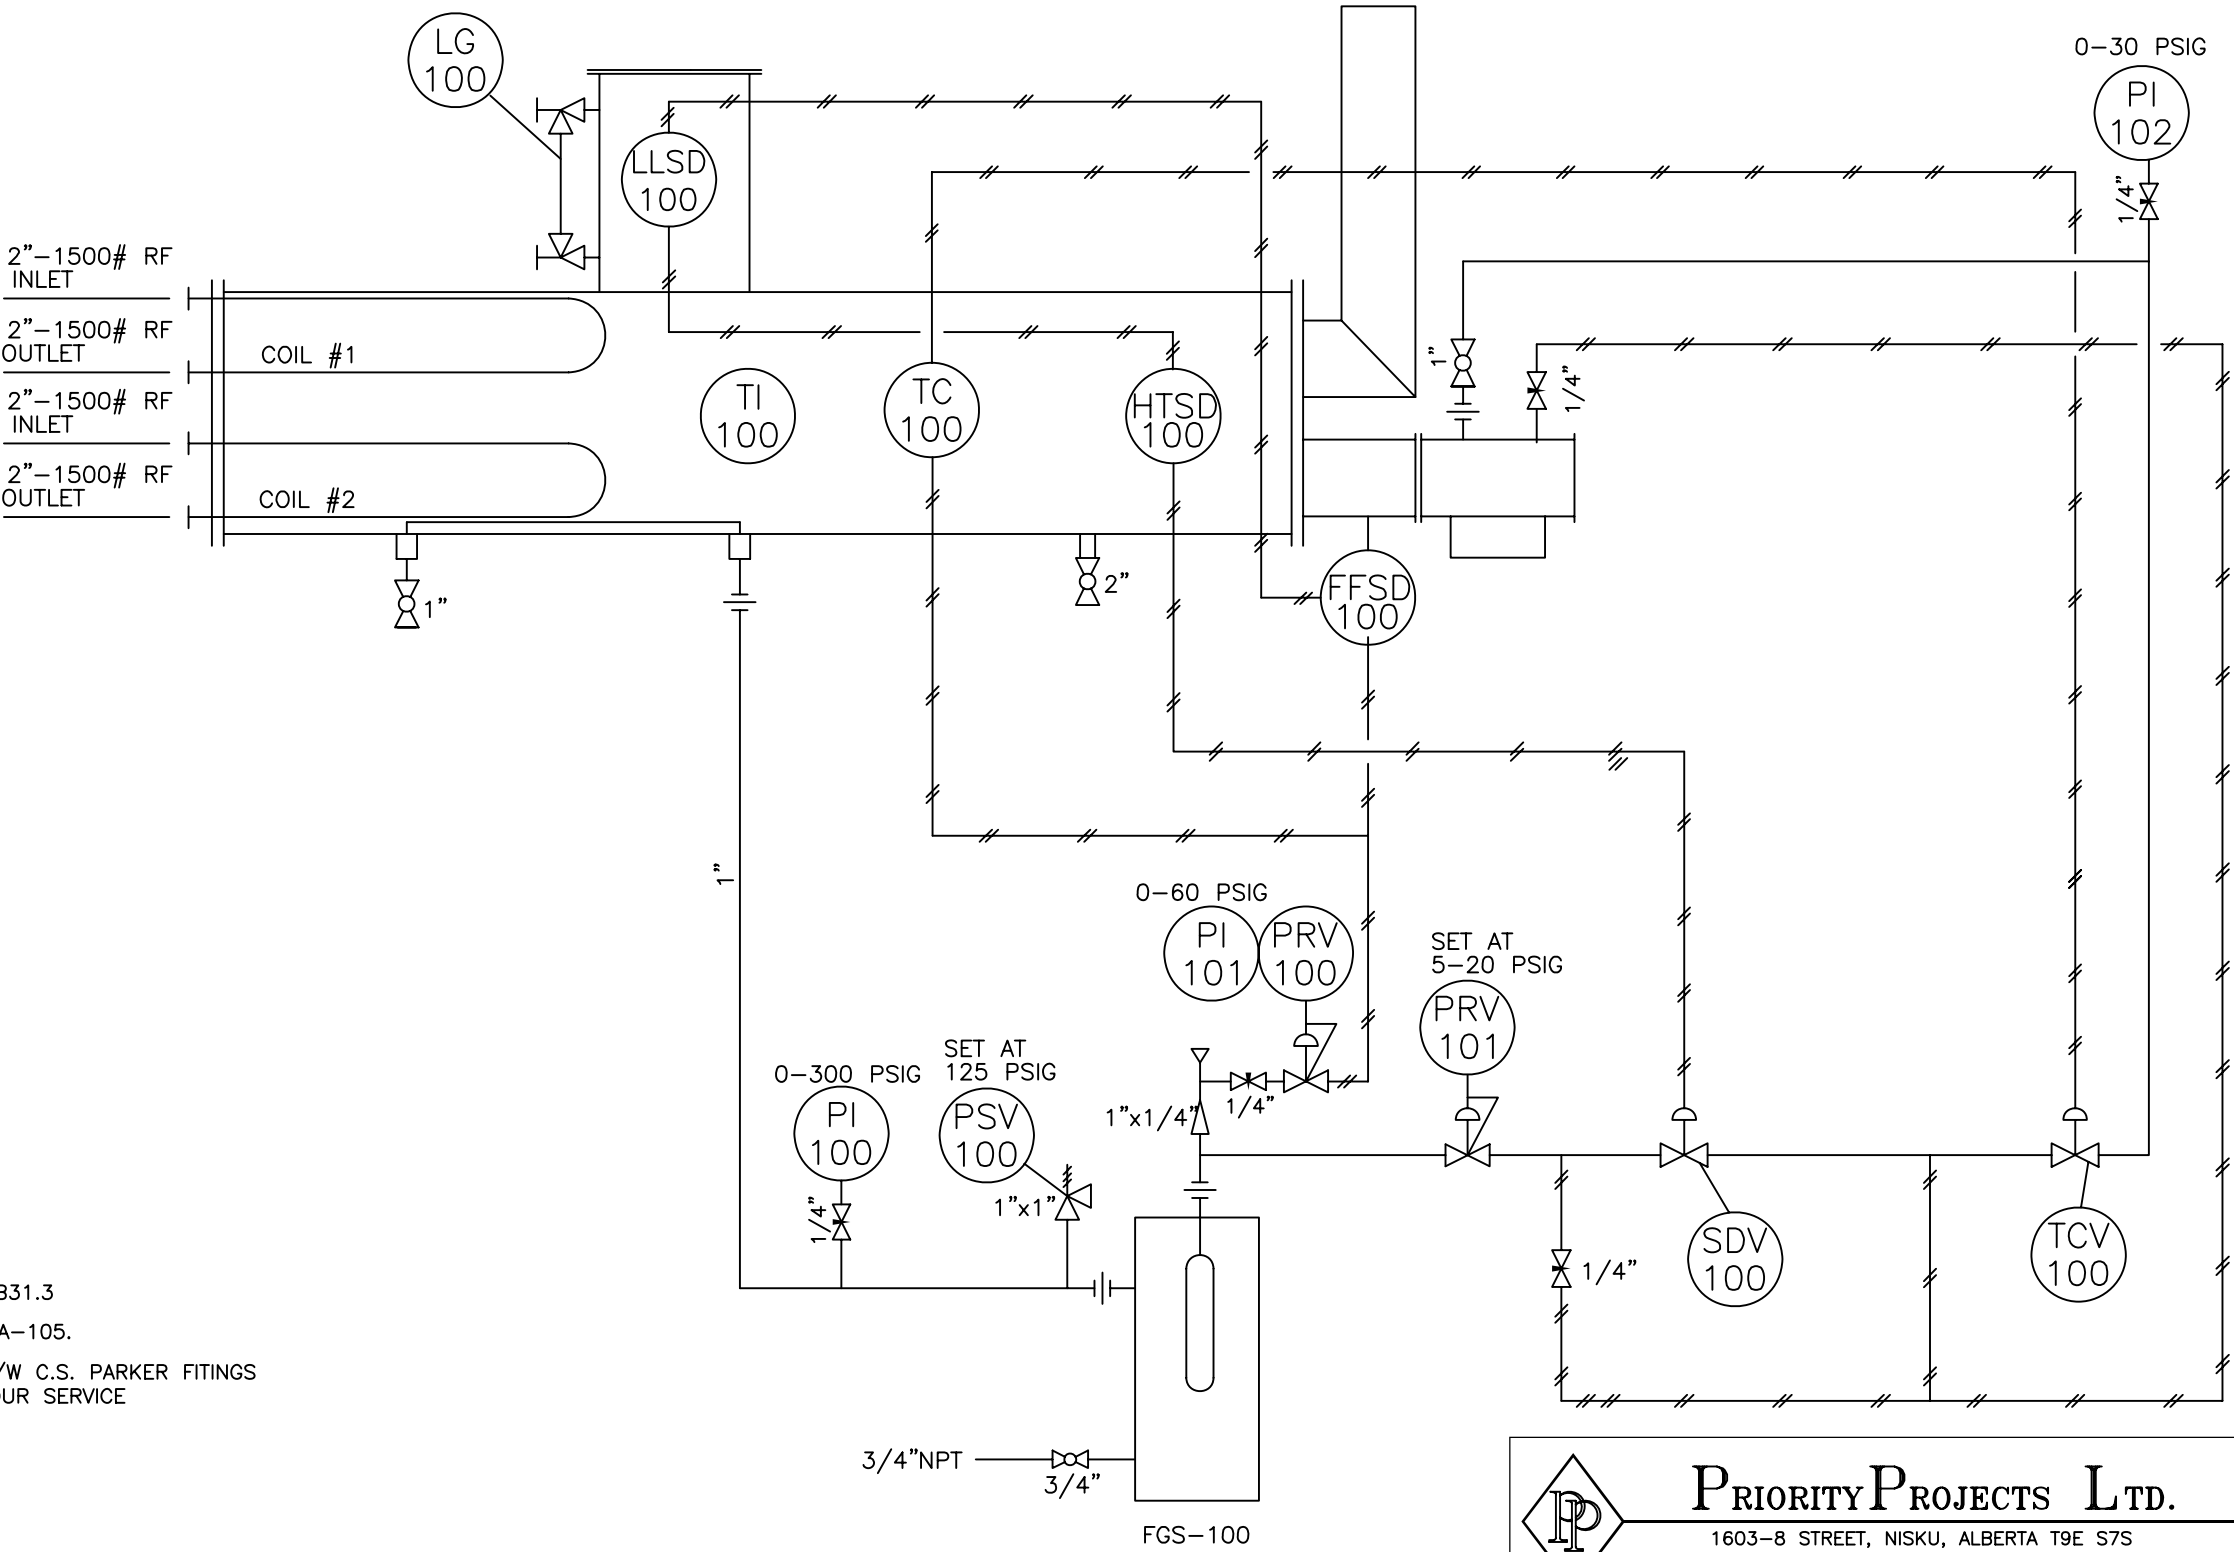 LG
100
0-30 PSIG
PI
102
1/4"
LLSD
100
2"-1500# RF
INLET
2"-1500# RF
OUTLET
COIL #1
2"-1500# RF
INLET
2"-1500# RF
OUTLET
COIL #2
TI
100
TC
100
HTSD
100
1"
1/4"
FFSD
100
1"
2"
1"
0-60 PSIG
PI
101
PRV
100
SET AT
5-20 PSIG
PRV
101
0-300 PSIG
PI
100
1/4"
SET AT
125 PSIG
PSV
100
1"x1"
1"x1/4"
1/4"
1/4"
SDV
100
TCV
100
B31.3
A-105.
/W C.S. PARKER FITINGS
OUR SERVICE
3/4"NPT
3/4"
FGS-100
PP
PRIORITY PROJECTS LTD.
1603-8 STREET, NISKU, ALBERTA T9E S7S